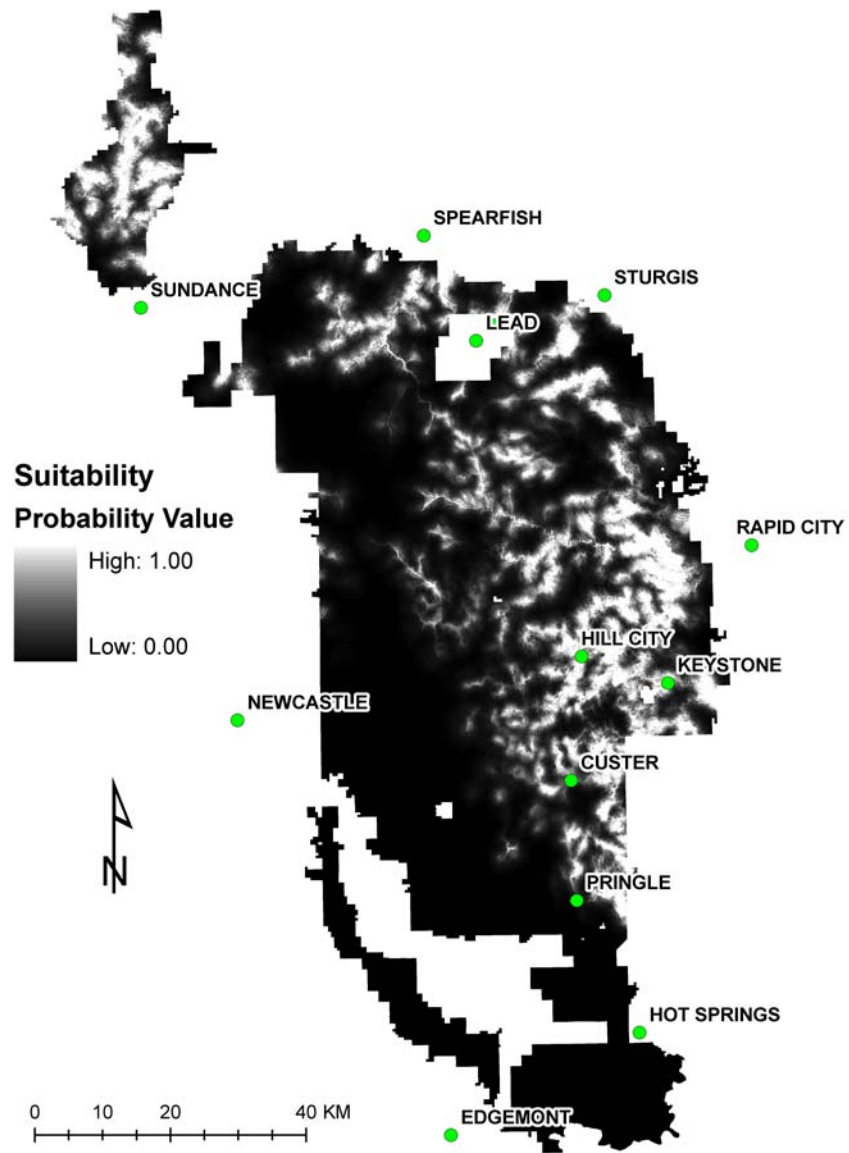 SPEARFISH
SUNDANCE
STURGIS
LEAD
Suitability
Probability Value
High: 1.00
Low: 0.00
RAPID CITY
HILL CITY
KEYSTONE
NEWCASTLE
CUSTER
N
PRINGLE
HOT SPRINGS
0 10 20 40 KM
EDGEMONT